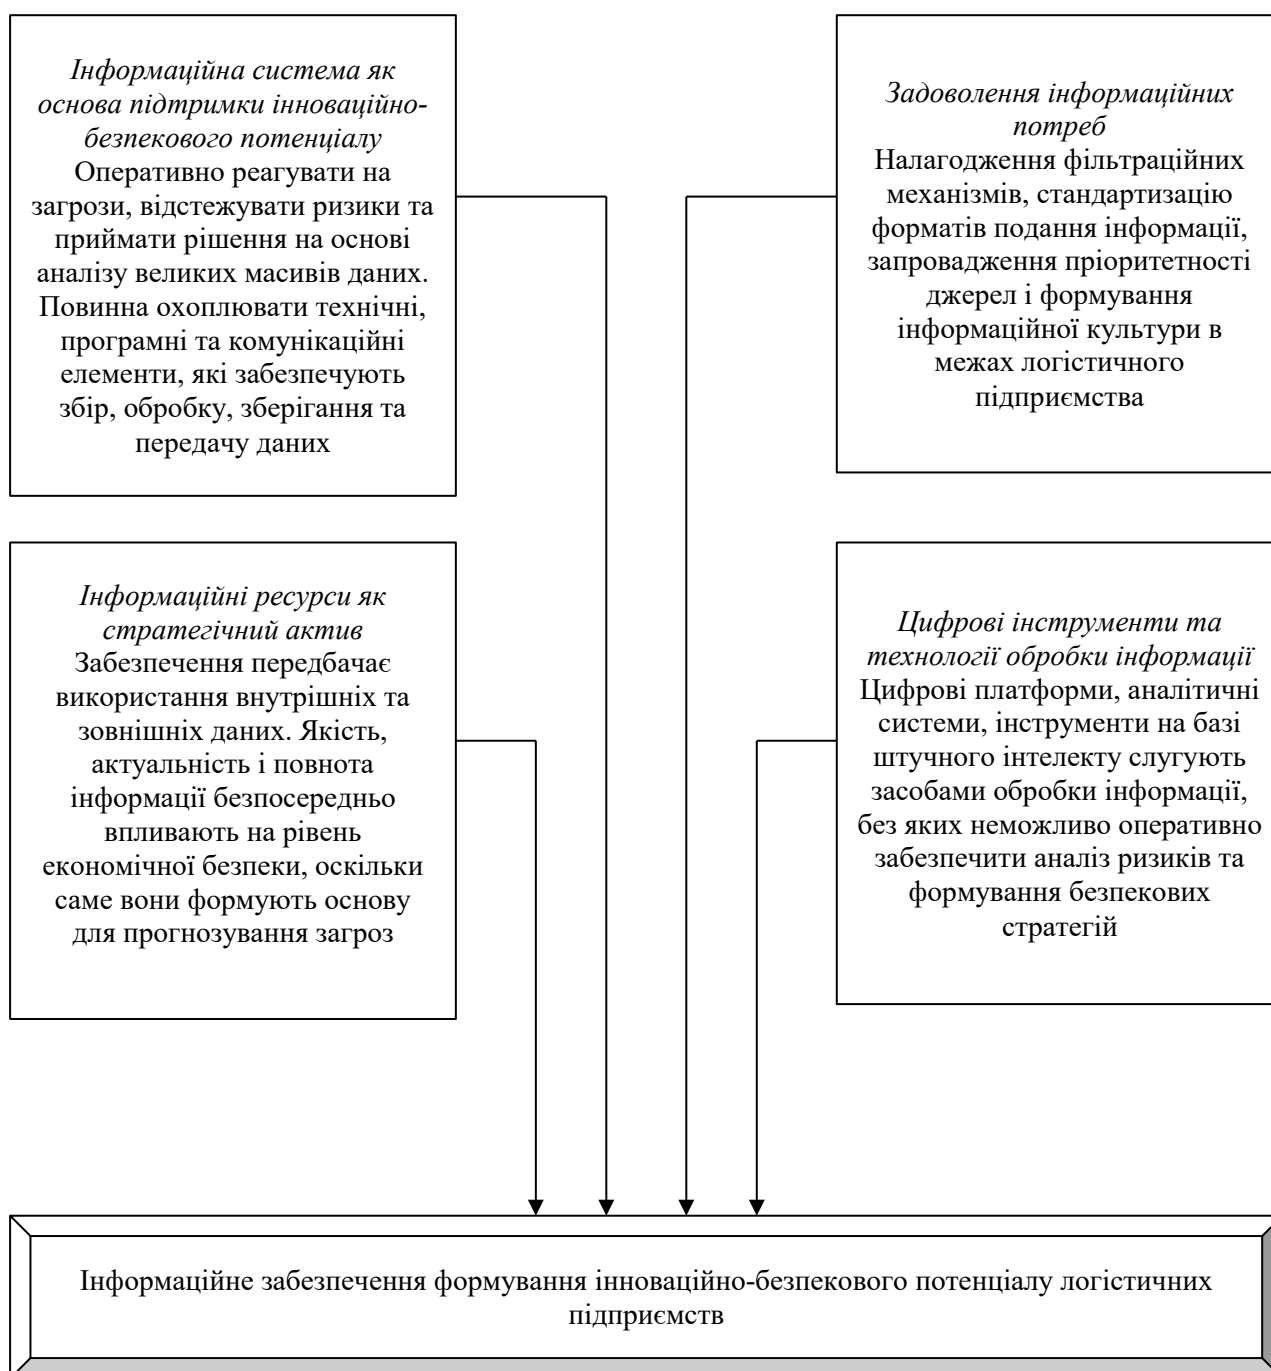 Інформаційна система як
основа підтримки інноваційно-
безпекового потенціалу
Оперативно реагувати на
загрози, відстежувати ризики та
приймати рішення на основі
аналізу великих масивів даних.
Повинна охоплювати технічні,
програмні та комунікаційні
елементи, які забезпечують
збір, обробку, зберігання та
передачу даних
Задоволення інформаційних
потреб
Налагодження фільтраційних
механізмів, стандартизацію
форматів подання інформації,
запровадження пріоритетності
джерел і формування
інформаційної культури в
межах логістичного
підприємства
Інформаційні ресурси як
стратегічний актив
Забезпечення передбачає
використання внутрішніх та
зовнішніх даних. Якість,
актуальність і повнота
інформації безпосередньо
впливають на рівень
економічної безпеки, оскільки
саме вони формують основу
для прогнозування загроз
Цифрові інструменти та
технології обробки інформації
Цифрові платформи, аналітичні
системи, інструменти на базі
штучного інтелекту слугують
засобами обробки інформації,
без яких неможливо оперативно
забезпечити аналіз ризиків та
формування безпекових
стратегій
Інформаційне забезпечення формування інноваційно-безпекового потенціалу логістичних
підприємств